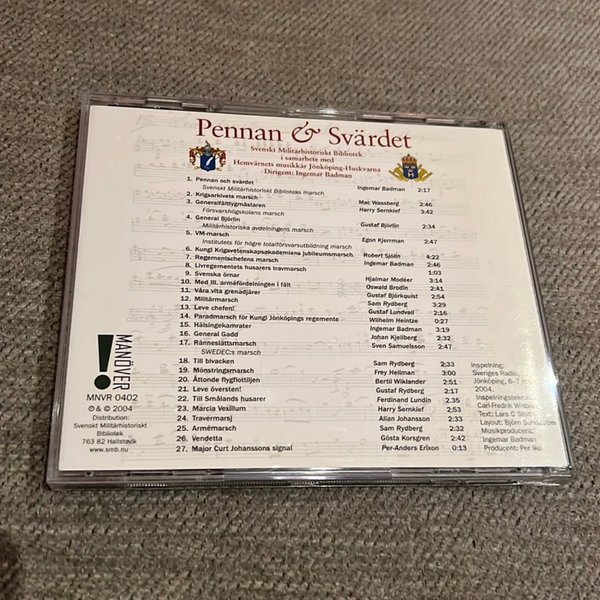 Pennan & Svärdet
Svenskt Militärhistoriskt Bibliotek
i samarbete med
Hemvärnets musikkår Jönköping-Huskvarna
Dirigent: Ingemar Badman
1. Pennan och svärdet Ingemar Badman 2:17
Svenskt Militärhistoriskt Biblioteks marsch
2. Krigsarkivets marsch Mac Wassberg 2:46
3. Generalfälttygmästaren Harry Sernklef 3:42
Försvarshögskolans marsch
4. General Björlin Gustaf Björlin 2:34
Militärhistoriska avdelningens marsch
5. VM-marsch Egon Kjerrman 2:47
Institutets för högre totalförsvarsutbildning marsch
6. Kungl Krigsvetenskapsakademiens jubileumsmarsch Robert Sjölin 2:22
7. Regementschefens marsch Ingemar Badman 2:46
8. Livregementets husarers travmarsch 1:03
9. Svenska örnar Hjalmar Modéer 3:14
10. Med III. arméfördelningen i fält Oswald Brodin 2:41
11. Våra vita grenadjärer Gustaf Björkquist 2:54
12. Militärmarsch Sam Rydberg 3:29
13. Leve chefen! Gustaf Lundvall 2:16
14. Paradmarsch för Kungl Jönköpings regemente Wilhelm Heintze 0:27
15. Hälsingekamrater Ingemar Badman 3:19
16. General Gadd Johan Kjellberg 2:32
17. Ränneslättsmarsch Sven Samuelsson 2:47
SWEDEC:s marsch
18. Till bivacken Sam Rydberg 2:33
19. Mönstringsmarsch Frey Hellman 3:00
20. Åttonde flygflottiljen Bertil Wiklander 2:51
21. Leve översten! Gustaf Rydberg 2:17
22. Till Smålands husarer Ferdinand Lundin 2:35
23. Marcia Vexillum Harry Sernklef 3:43
24. Travermarsj Allan Johansson 2:33
25. Armémarsch Sam Rydberg 2:32
26. Vendetta Gösta Korsgren 2:42
27. Major Curt Johanssons signal Per-Anders Erixon 0:13
MANÖVER
!
MNVR 0402
℗ & © 2004
Distribution:
Svenskt Militärhistoriskt
Bibliotek
763 82 Hallstavik
www.smb.nu
Inspelning:
Sveriges Radio,
Jönköping, 6-7
2004.
Inspelningstekn
Carl-Fredrik
Text: Lars C
Layout: Björn
Musikproducent:
Ingemar Badman
Producent: Per